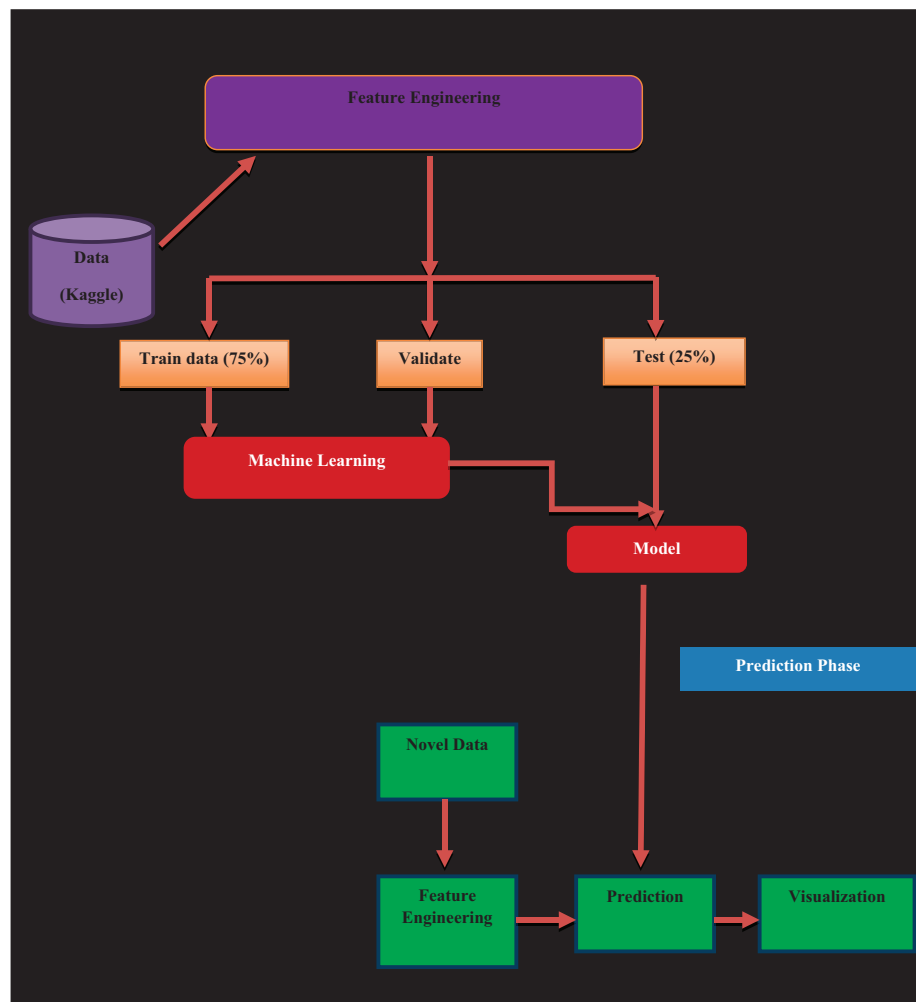 Feature Engineering
Data
(Kaggle)
Train data (75%)
Validate
Test (25%)
Machine Learning
Model
Prediction Phase
Novel Data
Feature
Engineering
Prediction
Visualization